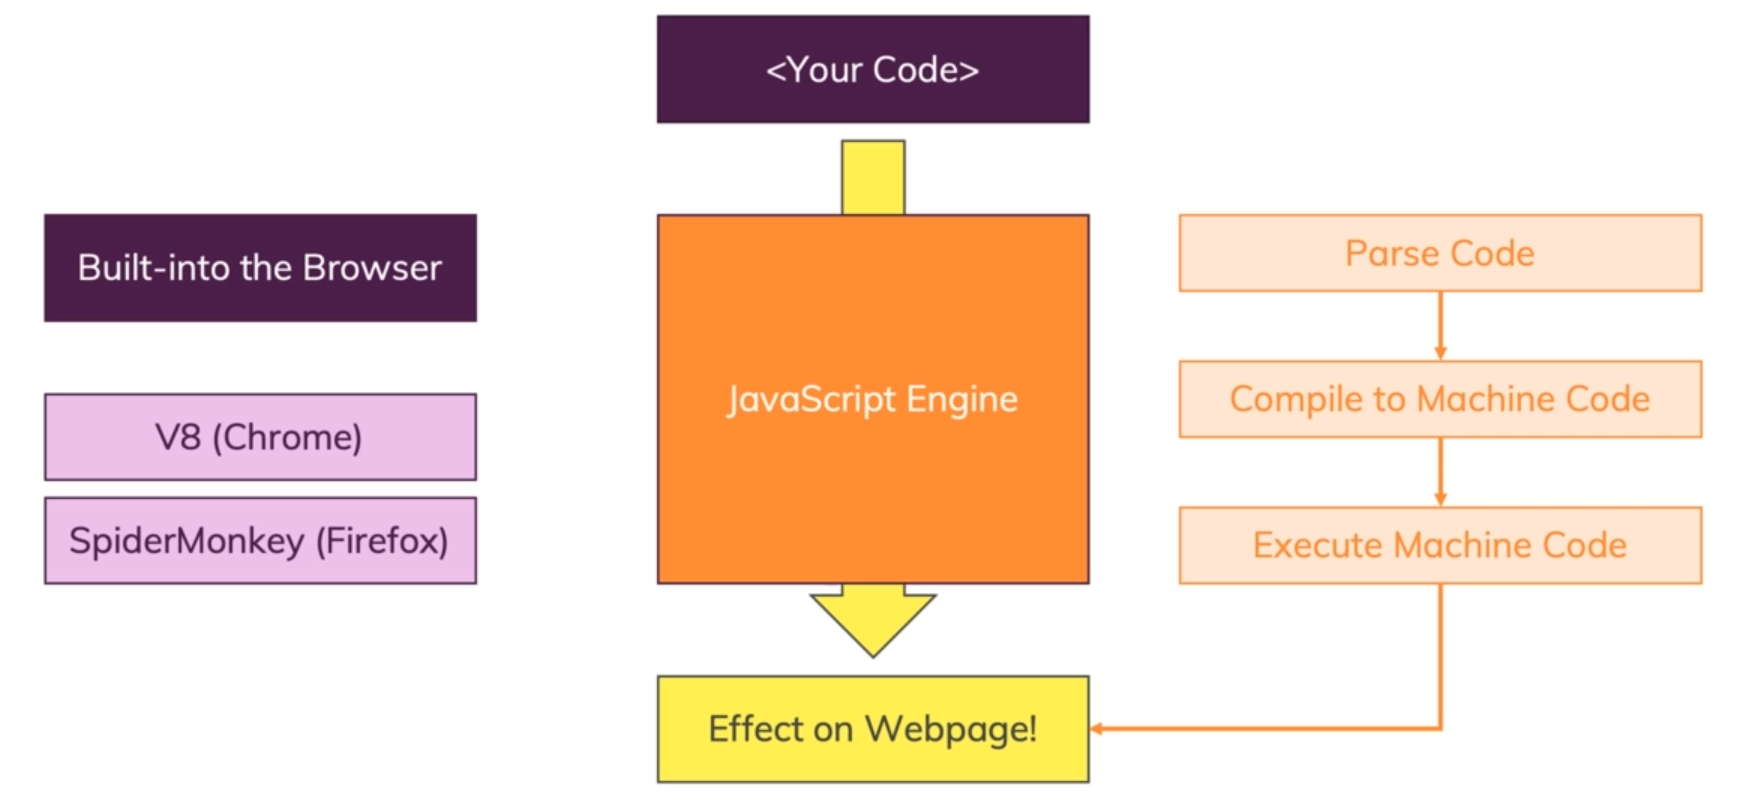 <Your Code>
Built-into the Browser
V8 (Chrome)
SpiderMonkey (Firefox)
JavaScript Engine
Parse Code
Compile to Machine Code
Execute Machine Code
Effect on Webpage!